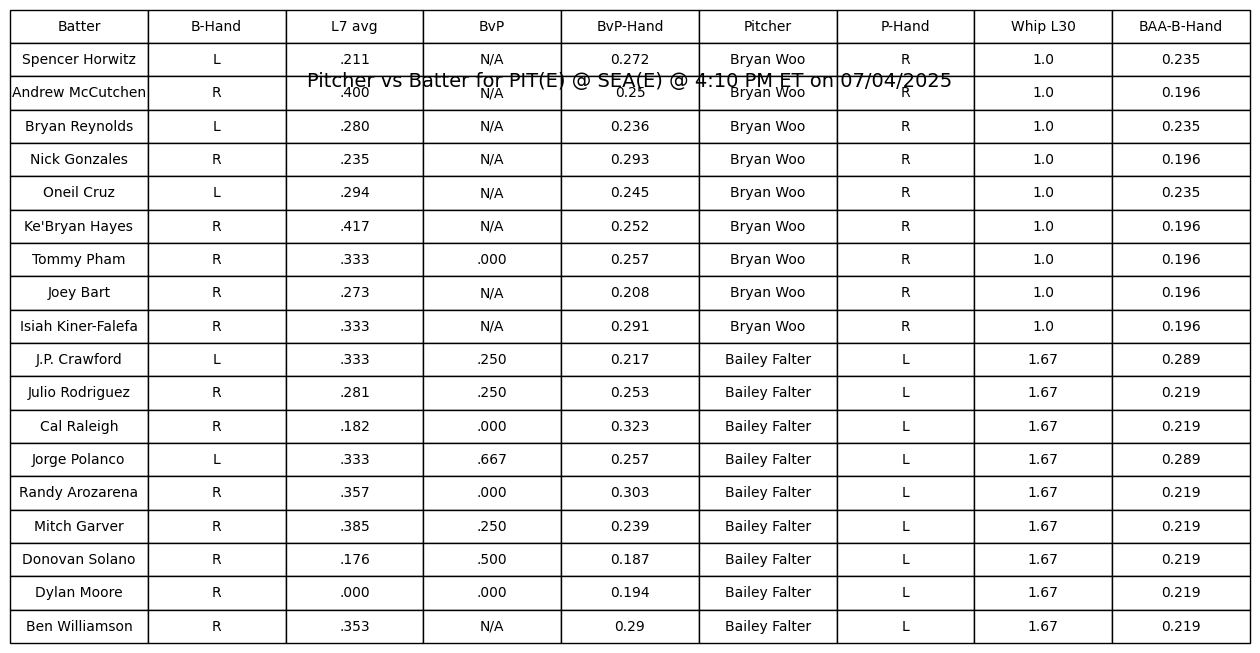 Batter B-Hand L7 avg BvP BvP-Hand Pitcher P-Hand Whip L30 BAA-B-Hand
Spencer Horwitz L .211 N/A 0.272 Bryan Woo R 1.0 0.235
Pitcher vs Batter for PIT(E) @ SEA(E) @ 4:10 PM ET on 07/04/2025
Andrew McCutchen R .400 N/A 0.25 Bryan Woo R 1.0 0.196
Bryan Reynolds L .280 N/A 0.236 Bryan Woo R 1.0 0.235
Nick Gonzales R .235 N/A 0.293 Bryan Woo R 1.0 0.196
Oneil Cruz L .294 N/A 0.245 Bryan Woo R 1.0 0.235
Ke'Bryan Hayes R .417 N/A 0.252 Bryan Woo R 1.0 0.196
Tommy Pham R .333 .000 0.257 Bryan Woo R 1.0 0.196
Joey Bart R .273 N/A 0.208 Bryan Woo R 1.0 0.196
Isiah Kiner-Falefa R .333 N/A 0.291 Bryan Woo R 1.0 0.196
J.P. Crawford L .333 .250 0.217 Bailey Falter L 1.67 0.289
Julio Rodriguez R .281 .250 0.253 Bailey Falter L 1.67 0.219
Cal Raleigh R .182 .000 0.323 Bailey Falter L 1.67 0.219
Jorge Polanco L .333 .667 0.257 Bailey Falter L 1.67 0.289
Randy Arozarena R .357 .000 0.303 Bailey Falter L 1.67 0.219
Mitch Garver R .385 .250 0.239 Bailey Falter L 1.67 0.219
Donovan Solano R .176 .500 0.187 Bailey Falter L 1.67 0.219
Dylan Moore R .000 .000 0.194 Bailey Falter L 1.67 0.219
Ben Williamson R .353 N/A 0.29 Bailey Falter L 1.67 0.219